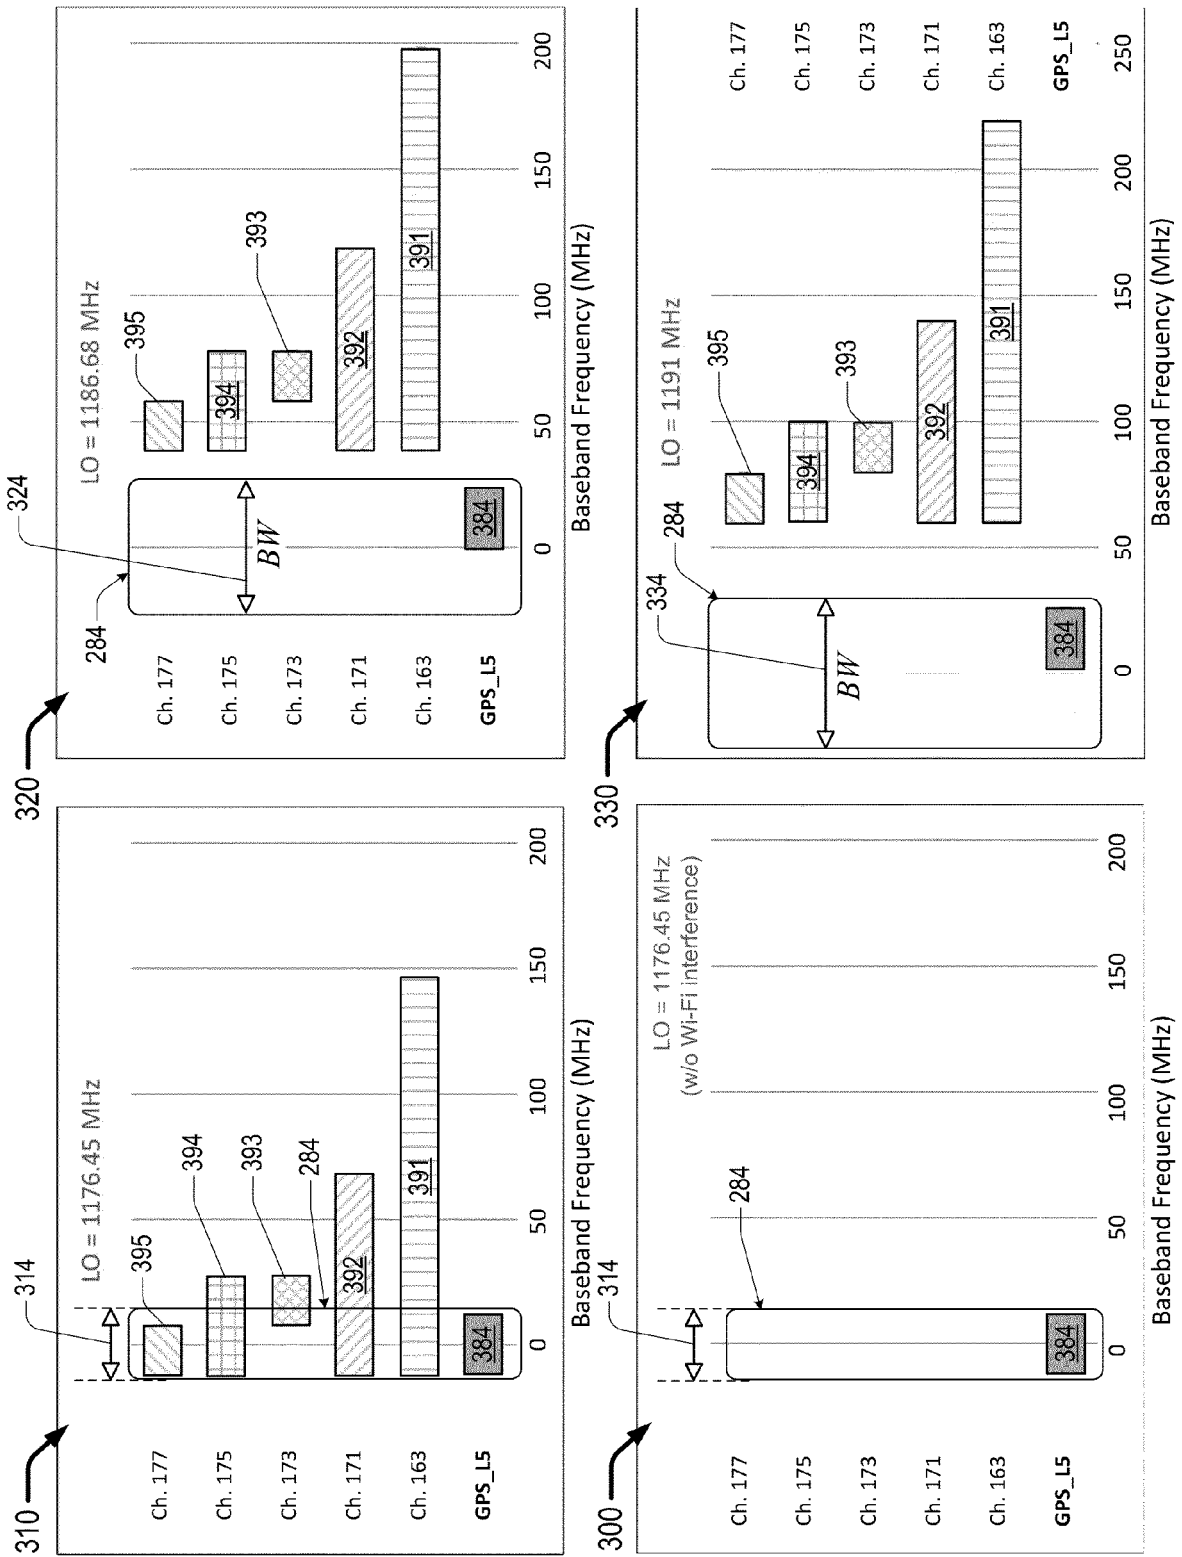 310
314
LO = 1176.45 MHz
395
394
393
284
Ch. 177
Ch. 175
Ch. 173
Ch. 171
392
Ch. 163
391
GPS_L5
384
0
50
100
150
200
Baseband Frequency (MHz)
320
284
324
LO = 1186.68 MHz
395
393
BW
Ch. 177
Ch. 175
394
Ch. 173
Ch. 171
392
Ch. 163
391
GPS_L5
384
0
50
100
150
200
Baseband Frequency (MHz)
300
314
LO = 1176.45 MHz
(w/o Wi-Fi interference)
284
Ch. 177
Ch. 175
Ch. 173
Ch. 171
Ch. 163
GPS_L5
384
0
50
100
150
200
Baseband Frequency (MHz)
330
334
284
LO = 1191 MHz
395
393
BW
Ch. 177
394
Ch. 175
Ch. 173
392
Ch. 171
391
Ch. 163
384
GPS_L5
0
50
100
150
200
250
Baseband Frequency (MHz)